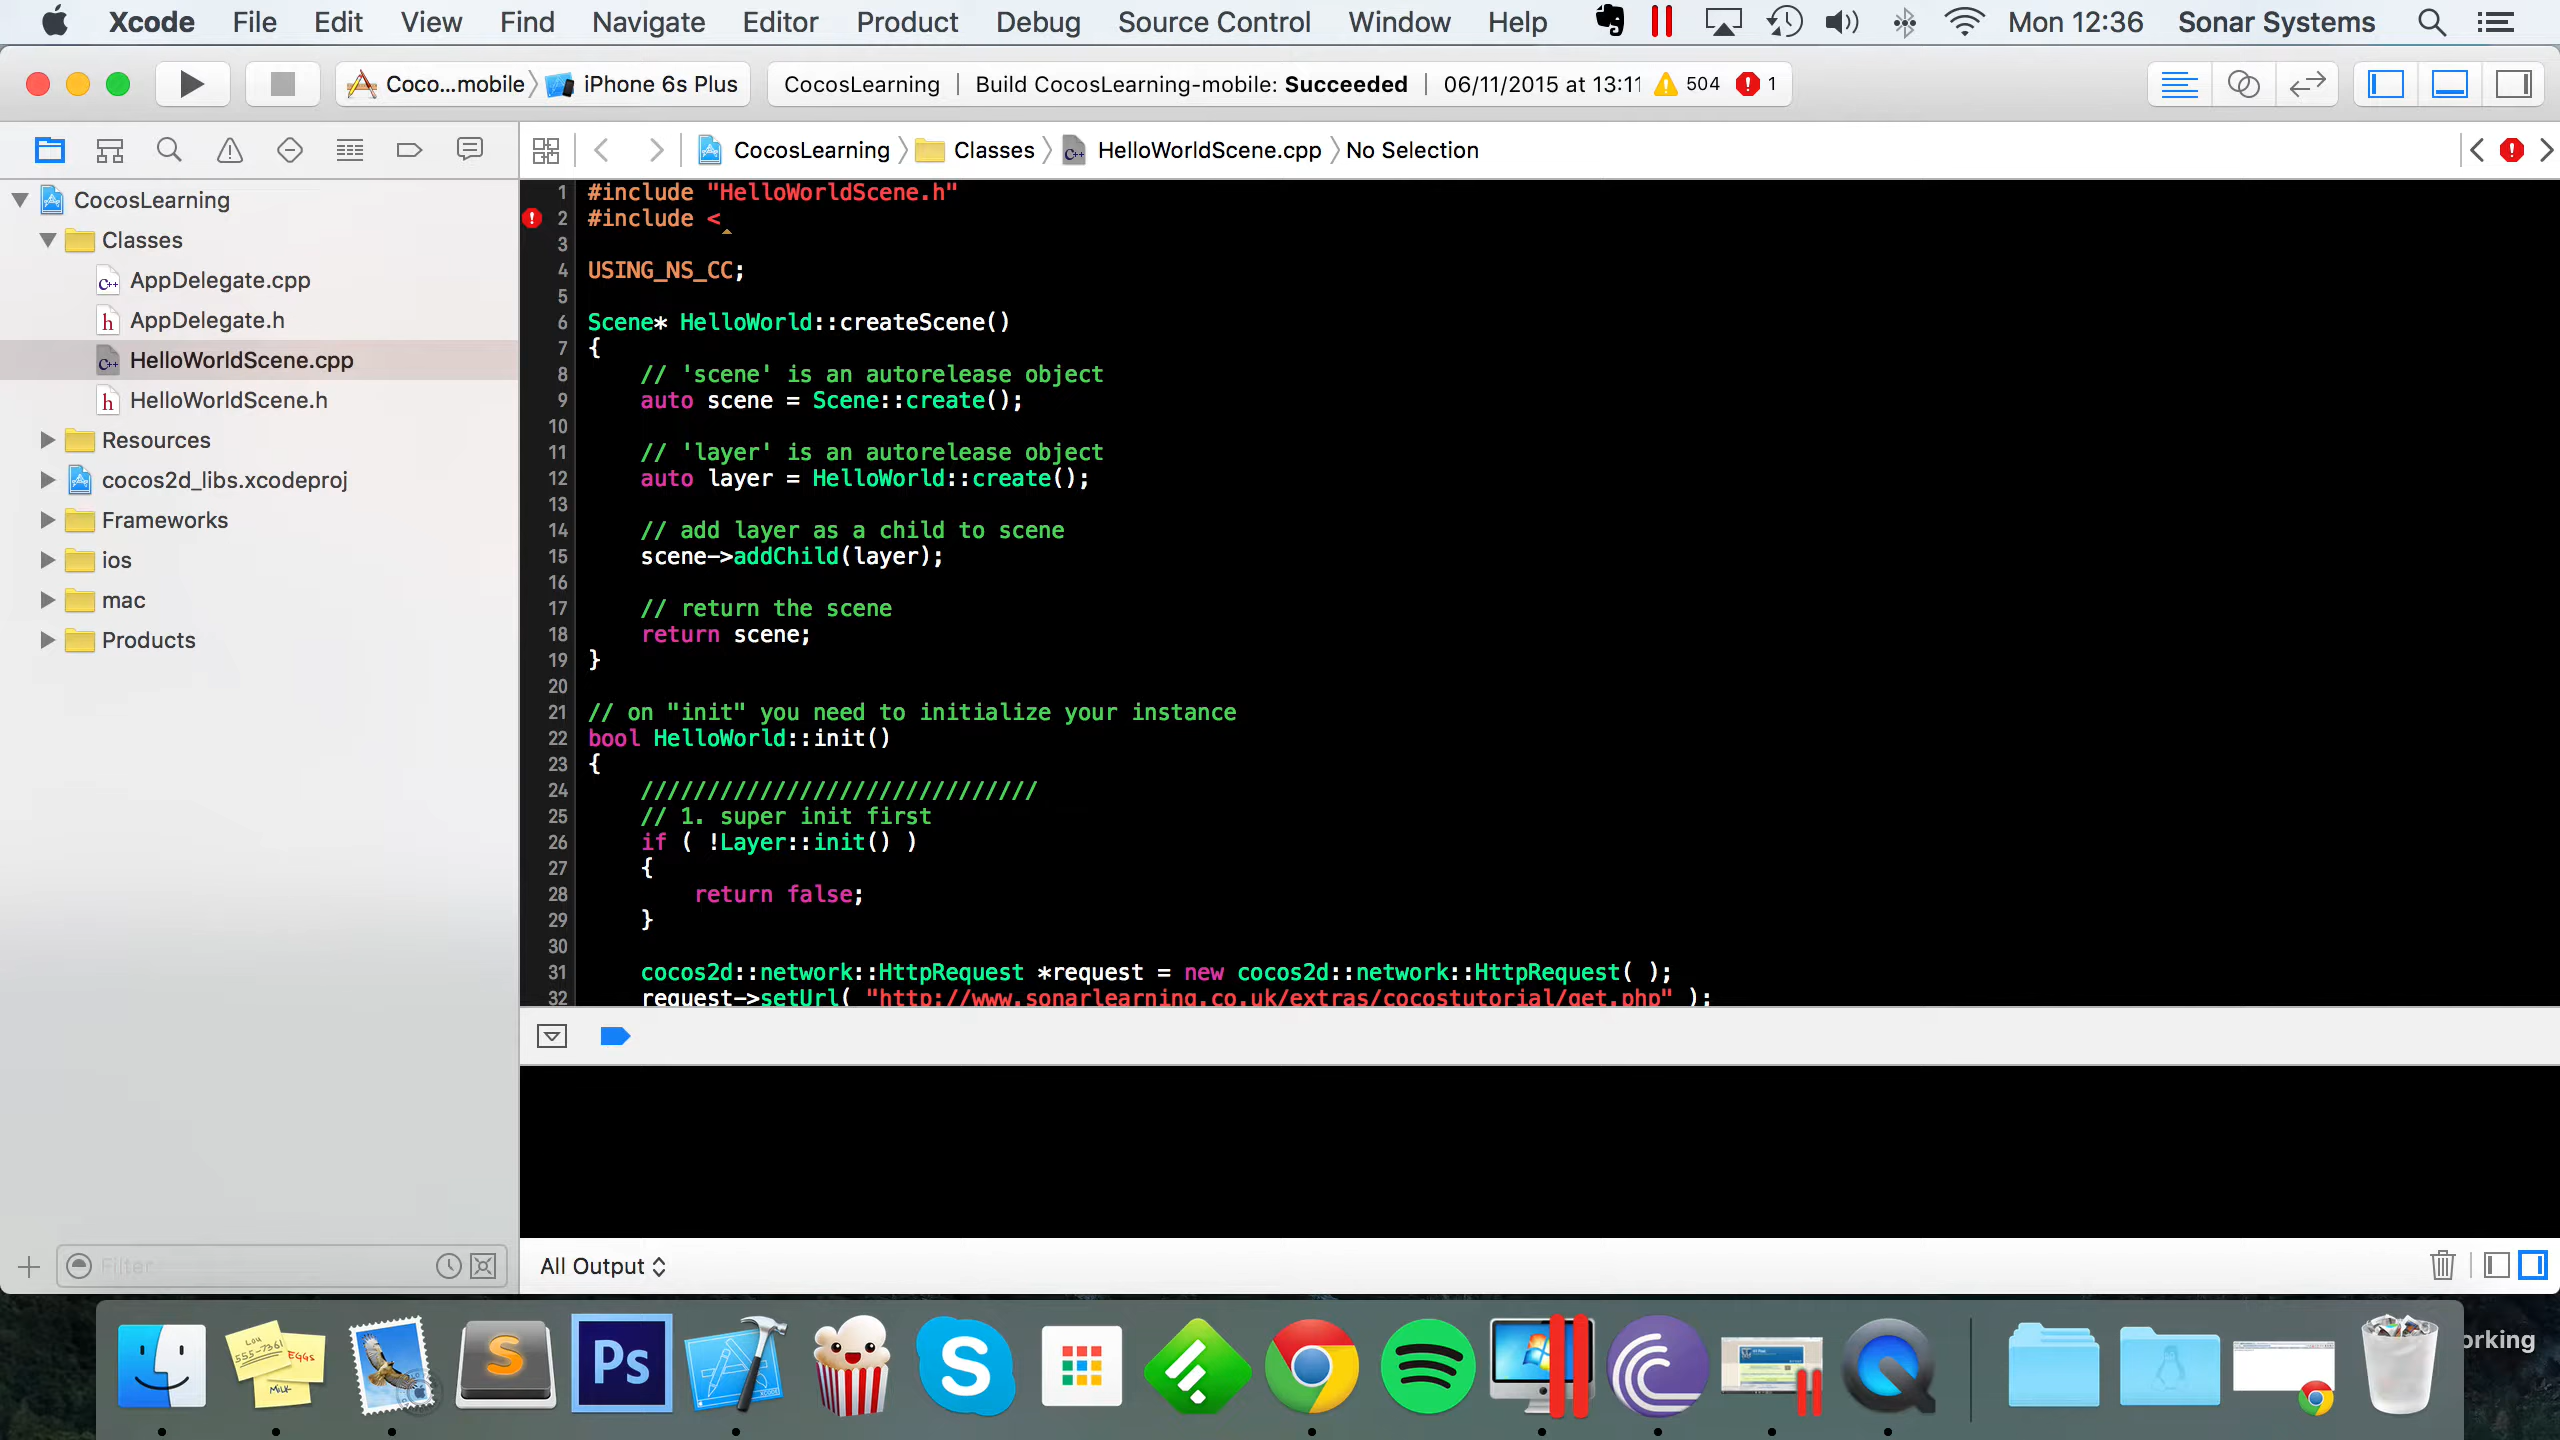 Xcode File Edit View Find Navigate Editor Product Debug Source Control Window Help Mon 12:36 Sonar Systems
Coco...mobile iPhone 6s Plus CocosLearning Build CocosLearning-mobile: Succeeded 06/11/2015 at 13:11 504 1
CocosLearning Classes HelloWorldScene.cpp No Selection
CocosLearning
Classes
AppDelegate.cpp
AppDelegate.h
HelloWorldScene.cpp
HelloWorldScene.h
Resources
cocos2d_libs.xcodeproj
Frameworks
ios
mac
Products
Filter
1 #include "HelloWorldScene.h"
2 #include <
3
4 USING_NS_CC;
5
6 Scene* HelloWorld::createScene()
7 {
8 // 'scene' is an autorelease object
9 auto scene = Scene::create();
10
11 // 'layer' is an autorelease object
12 auto layer = HelloWorld::create();
13
14 // add layer as a child to scene
15 scene->addChild(layer);
16
17 // return the scene
18 return scene;
19 }
20
21 // on "init" you need to initialize your instance
22 bool HelloWorld::init()
23 {
24 //////////////////////////////
25 // 1. super init first
26 if ( !Layer::init() )
27 {
28 return false;
29 }
30
31 cocos2d::network::HttpRequest *request = new cocos2d::network::HttpRequest( );
32 request->setUrl( "http://www.sonarlearning.co.uk/extras/cocostutorial/get.php" );
All Output
555-7361 EGGS
MILK
S
Ps
S
orking